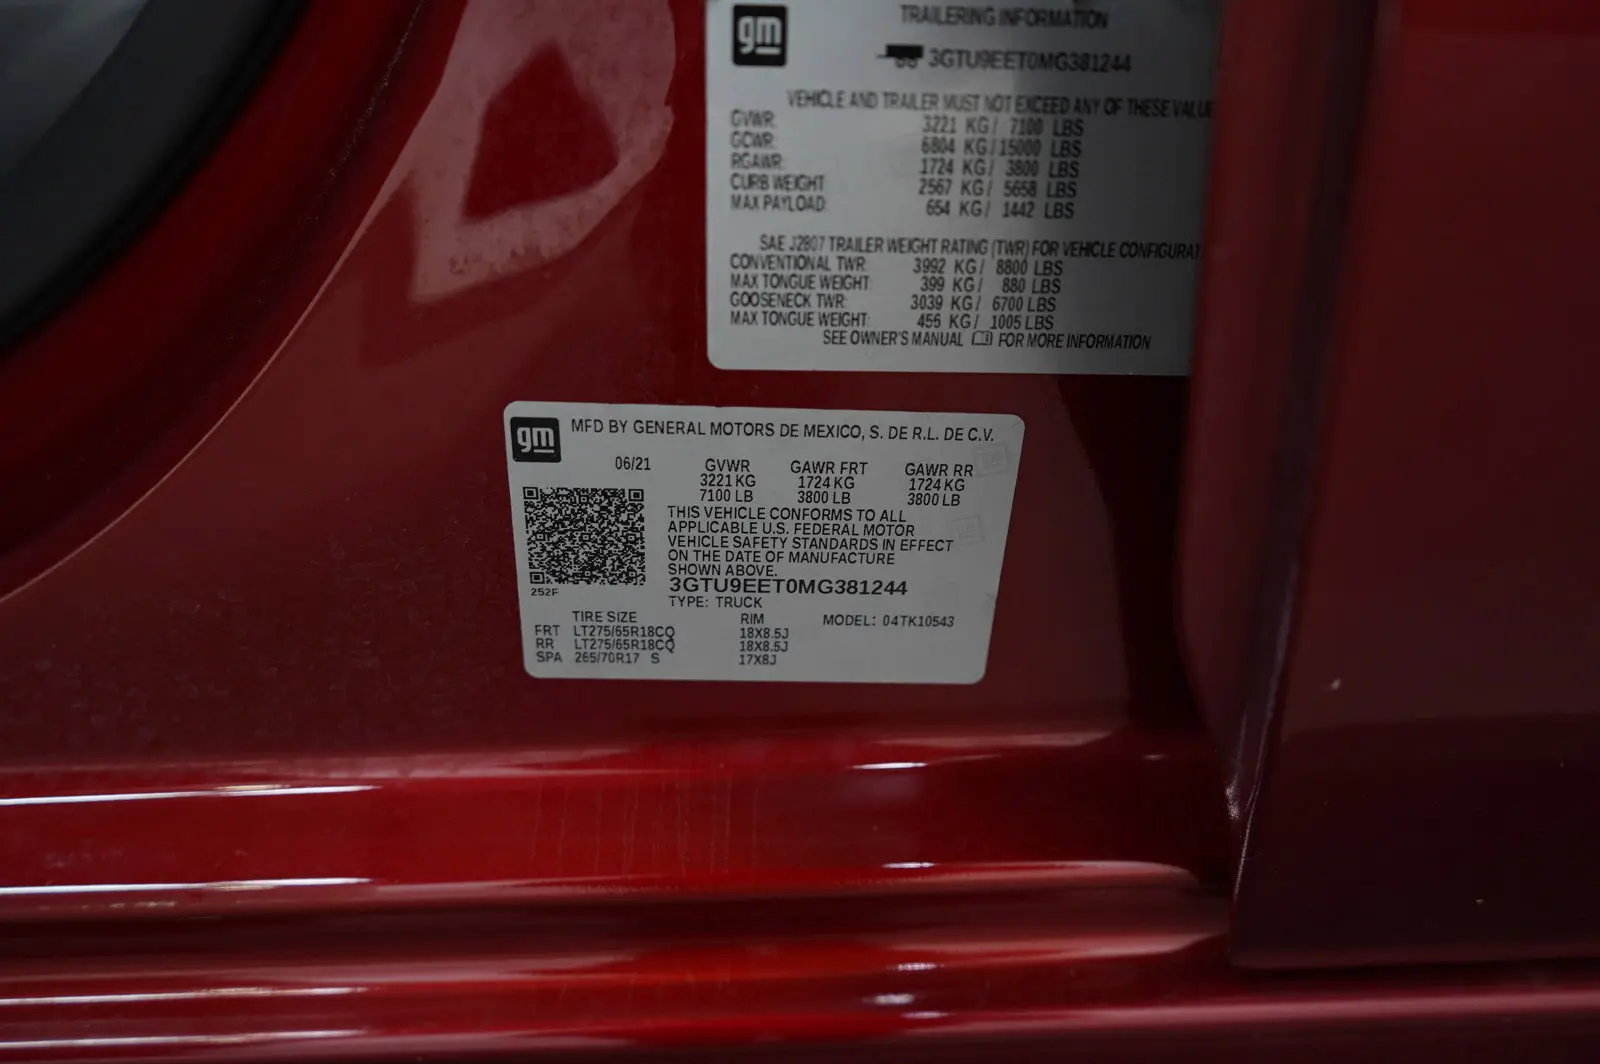 gm
TRAILERING INFORMATION
3GTU9EET0MG381244
VEHICLE AND TRAILER MUST NOT EXCEED ANY OF THESE VALUE
GVWR: 3221 KG/ 7100 LBS
GCWR: 6804 KG/15000 LBS
RGAWR: 1724 KG/ 3800 LBS
CURB WEIGHT 2567 KG/ 5658 LBS
MAX PAYLOAD: 654 KG/ 1442 LBS
SAE J2807 TRAILER WEIGHT RATING (TWR) FOR VEHICLE CONFIGURAT
CONVENTIONAL TWR: 3992 KG/ 8800 LBS
MAX TONGUE WEIGHT: 399 KG/ 880 LBS
GOOSENECK TWR: 3039 KG/ 6700 LBS
MAX TONGUE WEIGHT: 456 KG/ 1005 LBS
SEE OWNER'S MANUAL FOR MORE INFORMATION
gm
MFD BY GENERAL MOTORS DE MEXICO, S. DE R.L. DE C.V.
06/21 GVWR GAWR FRT GAWR RR
3221 KG 1724 KG 1724 KG
7100 LB 3800 LB 3800 LB
THIS VEHICLE CONFORMS TO ALL
APPLICABLE U.S. FEDERAL MOTOR
VEHICLE SAFETY STANDARDS IN EFFECT
ON THE DATE OF MANUFACTURE
SHOWN ABOVE.
252F
3GTU9EET0MG381244
TYPE: TRUCK
TIRE SIZE RIM MODEL: 04TK10543
FRT LT275/65R18CQ 18X8.5J
RR LT275/65R18CQ 18X8.5J
SPA 265/70R17 S 17X8J